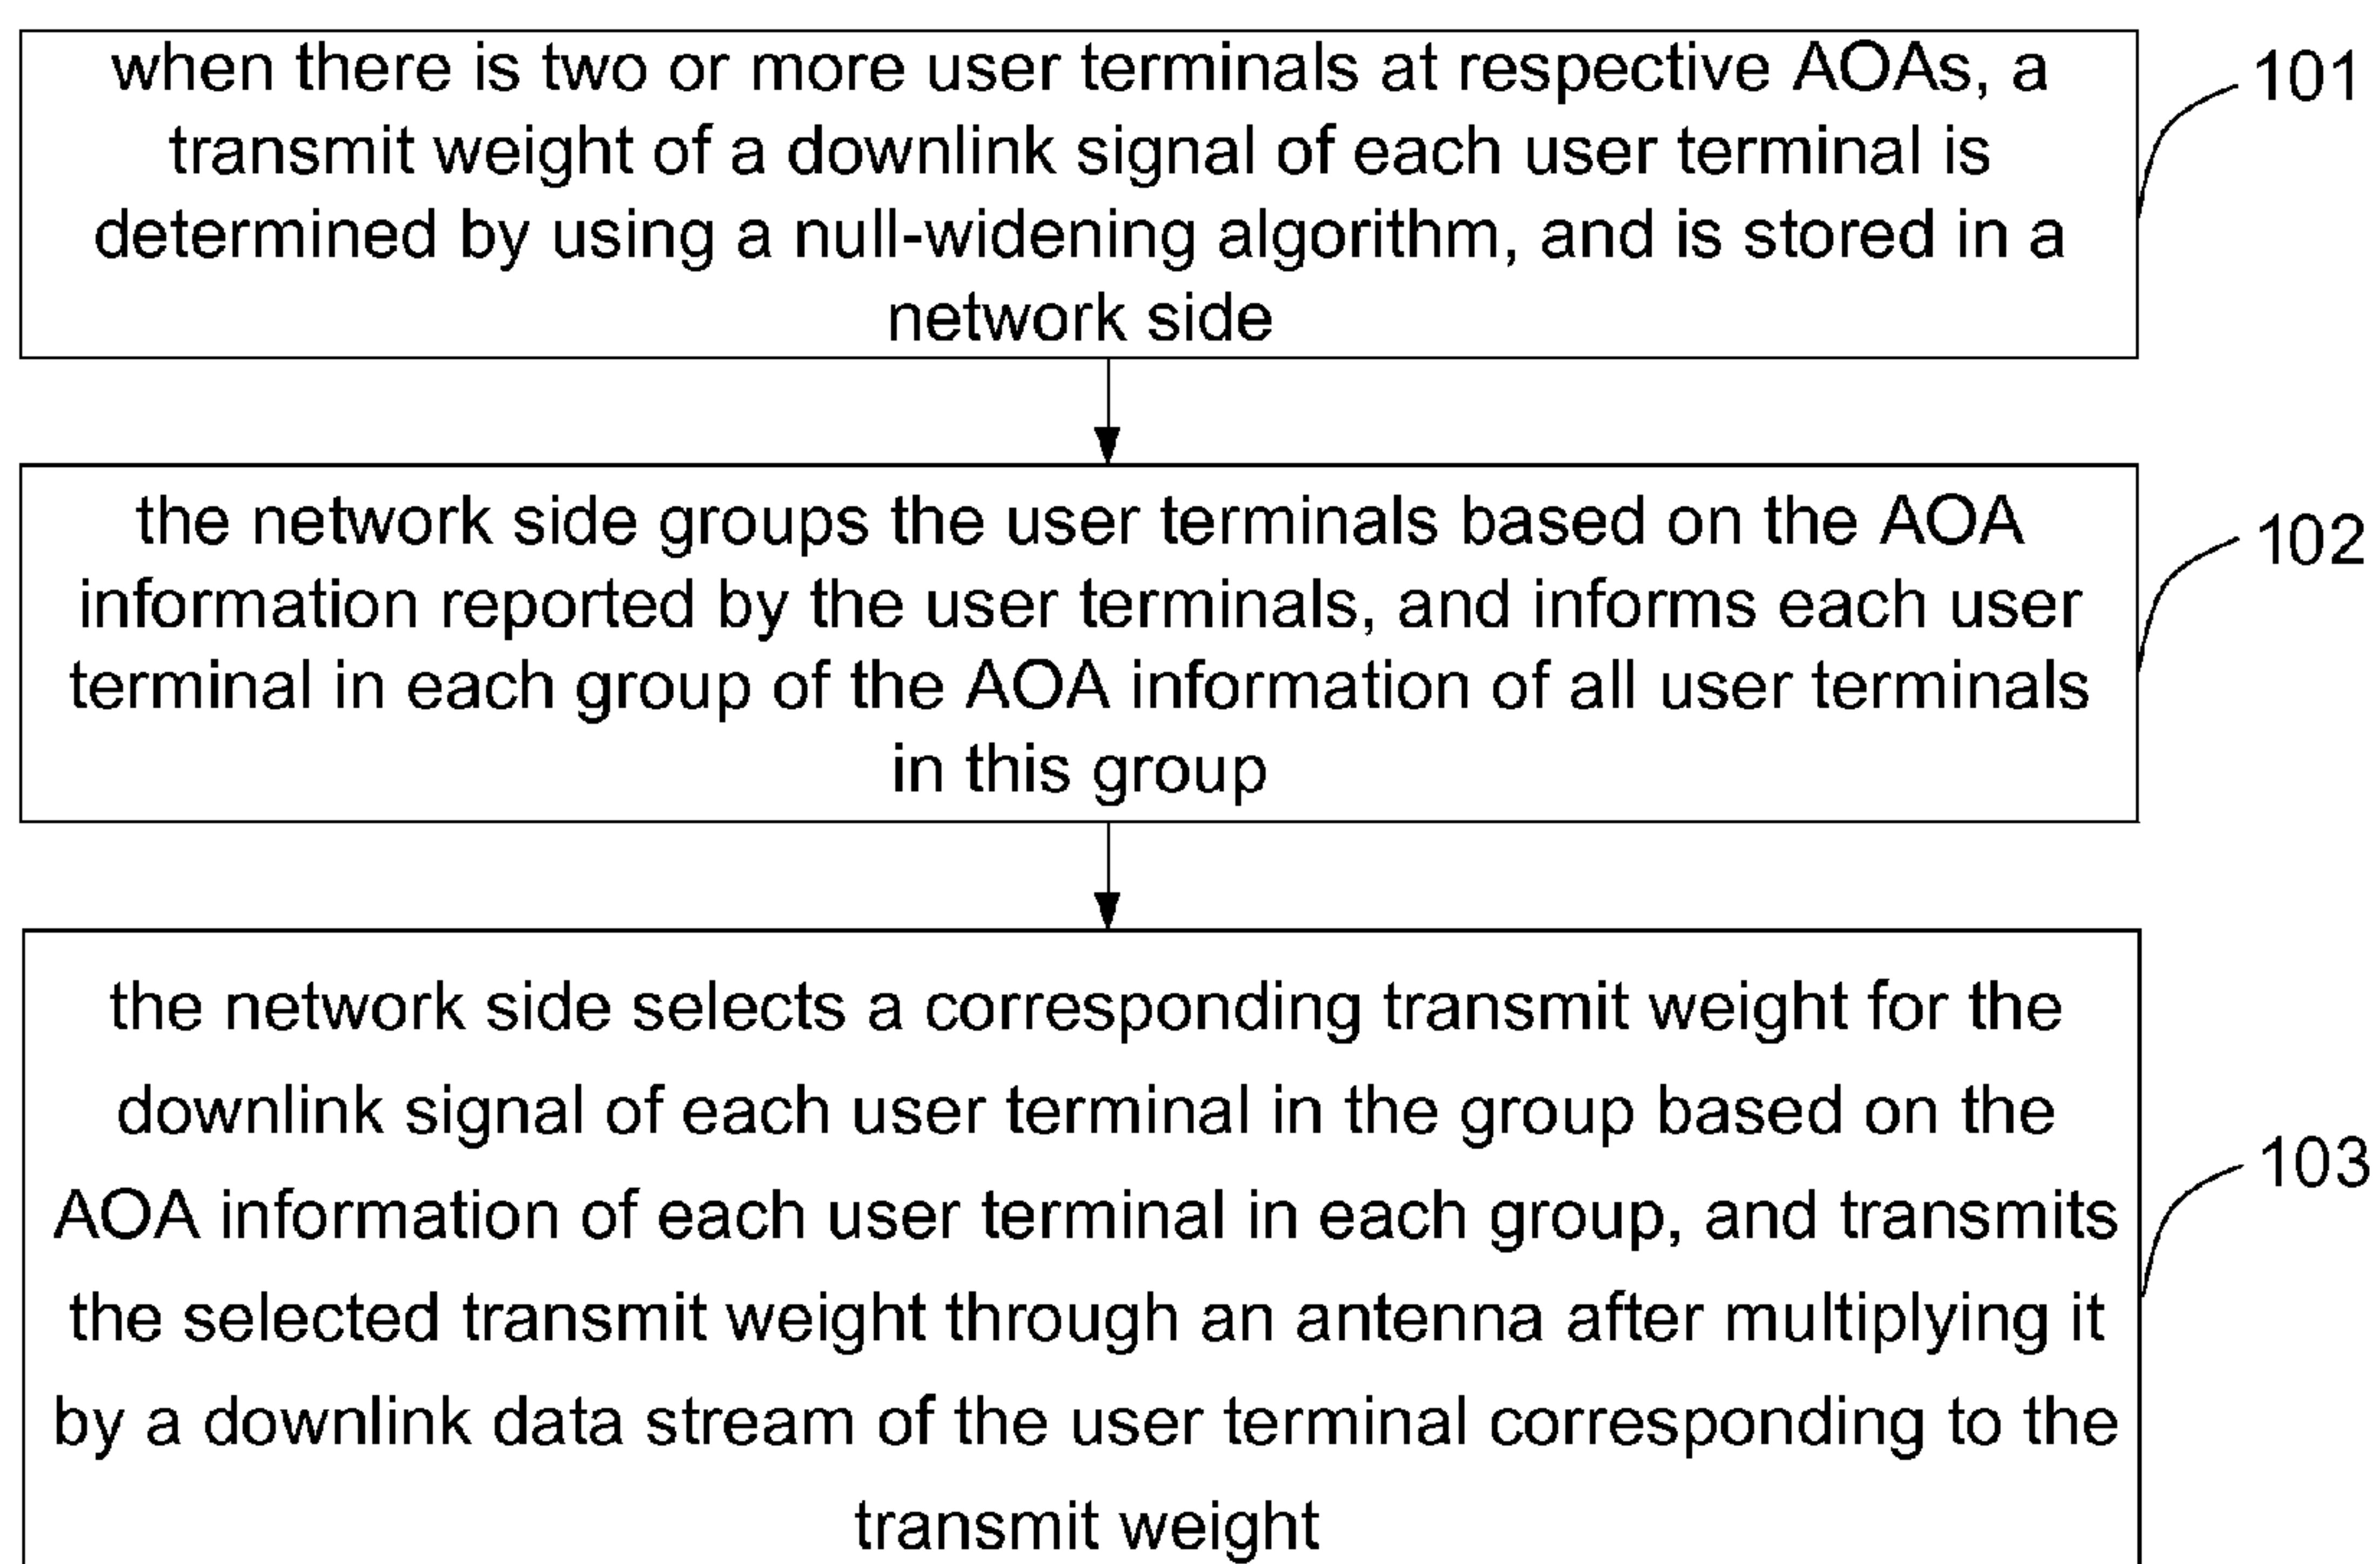 when there is two or more user terminals at respective AOAs, a
transmit weight of a downlink signal of each user terminal is
determined by using a null-widening algorithm, and is stored in a
network side
101
the network side groups the user terminals based on the AOA
information reported by the user terminals, and informs each user
terminal in each group of the AOA information of all user terminals
in this group
102
the network side selects a corresponding transmit weight for the
downlink signal of each user terminal in the group based on the
AOA information of each user terminal in each group, and transmits
the selected transmit weight through an antenna after multiplying it
by a downlink data stream of the user terminal corresponding to the
transmit weight
103